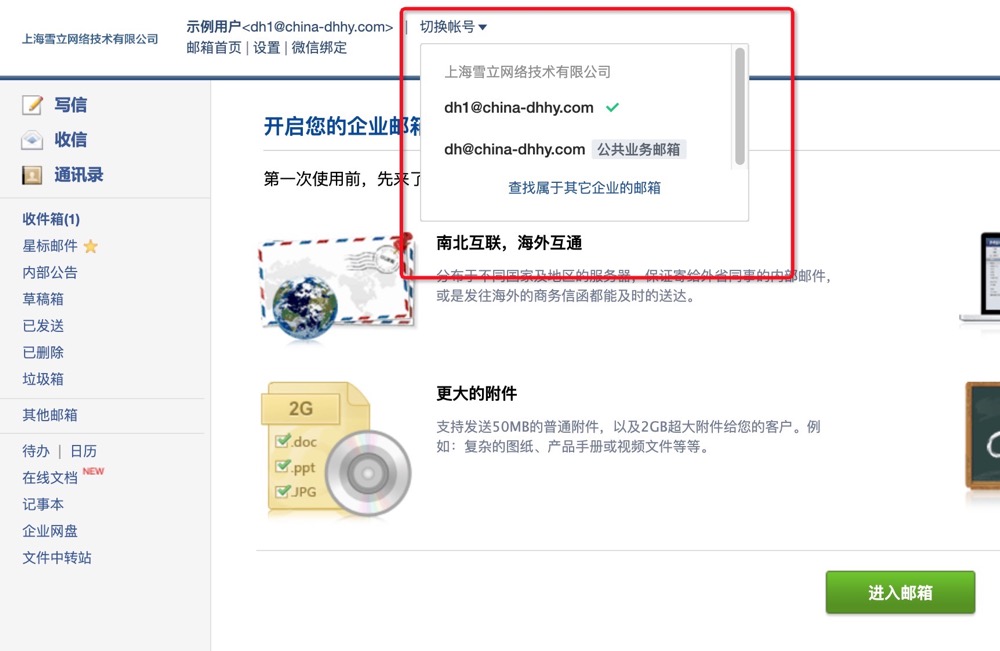 上海雪立网络技术有限公司
示例用户<dh1@china-dhhy.com> | 切换帐号
邮箱首页 | 设置 | 微信绑定
上海雪立网络技术有限公司
dh1@china-dhhy.com
dh@china-dhhy.com 公共业务邮箱
查找属于其它企业的邮箱
写信
收信
通讯录
收件箱(1)
星标邮件
内部公告
草稿箱
已发送
已删除
垃圾箱
其他邮箱
待办 | 日历
在线文档 NEW
记事本
企业网盘
文件中转站
开启您的企业邮箱
第一次使用前，先来了
南北互联，海外互通
分布于不同国家及地区的服务器，保证寄给外省同事的内部邮件，
或是发往海外的商务信函都能及时的送达。
2G
.doc
.ppt
.JPG
更大的附件
支持发送50MB的普通附件，以及2GB超大附件给您的客户。例
如：复杂的图纸、产品手册或视频文件等等。
进入邮箱